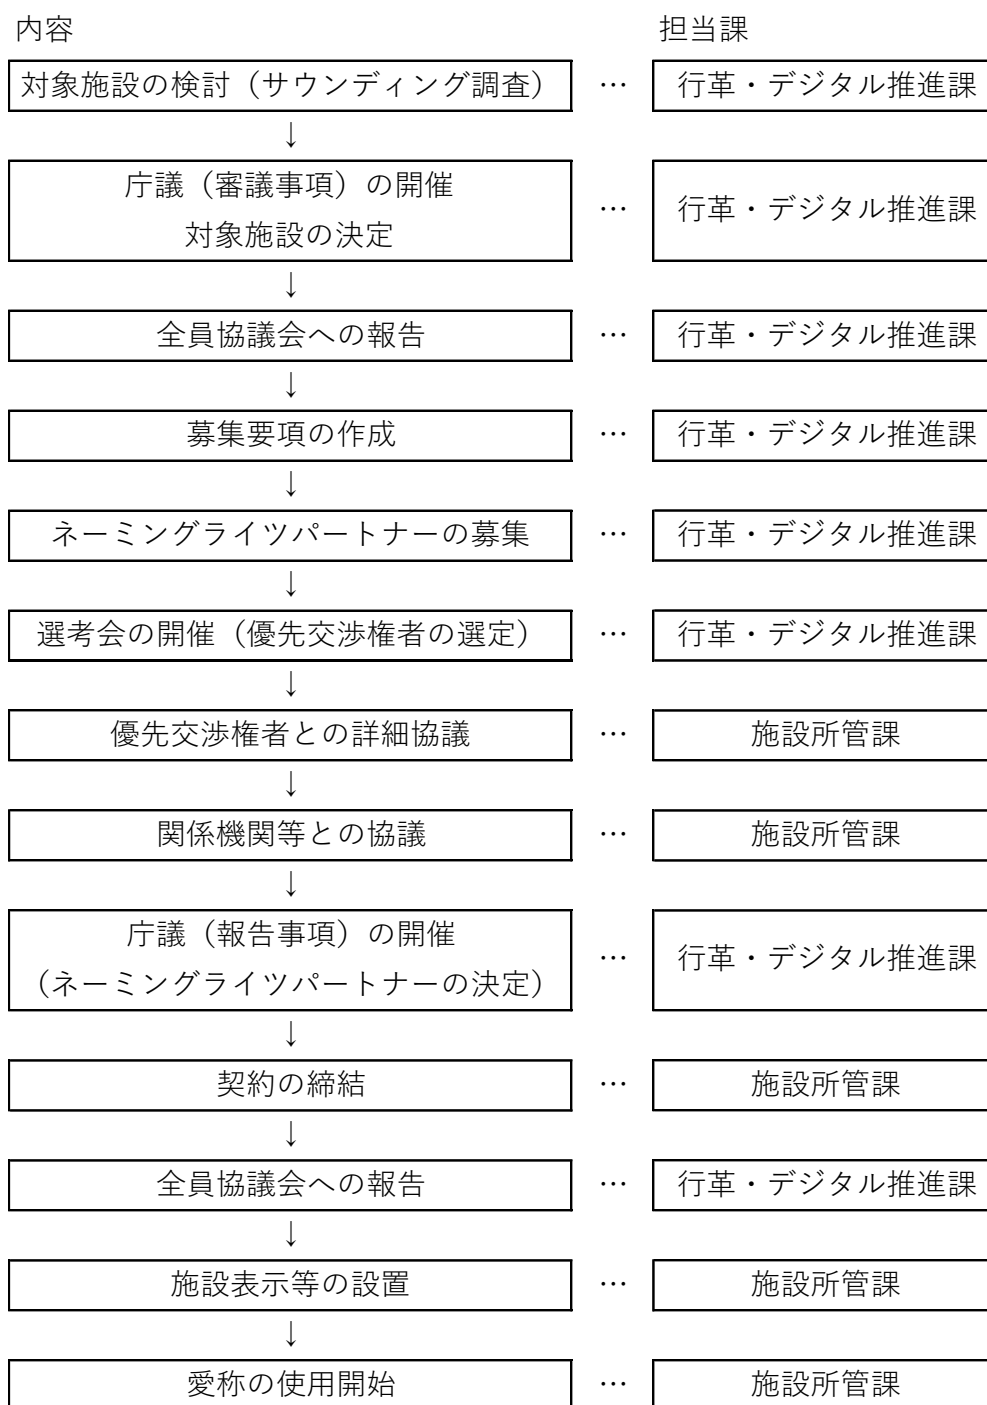 内容 担当課
対象施設の検討（サウンディング調査） … 行革・デジタル推進課
↓
庁議（審議事項）の開催
対象施設の決定 … 行革・デジタル推進課
↓
全員協議会への報告 … 行革・デジタル推進課
↓
募集要項の作成 … 行革・デジタル推進課
↓
ネーミングライツパートナーの募集 … 行革・デジタル推進課
↓
選考会の開催（優先交渉権者の選定） … 行革・デジタル推進課
↓
優先交渉権者との詳細協議 … 施設所管課
↓
関係機関等との協議 … 施設所管課
↓
庁議（報告事項）の開催
（ネーミングライツパートナーの決定） … 行革・デジタル推進課
↓
契約の締結 … 施設所管課
↓
全員協議会への報告 … 行革・デジタル推進課
↓
施設表示等の設置 … 施設所管課
↓
愛称の使用開始 … 施設所管課